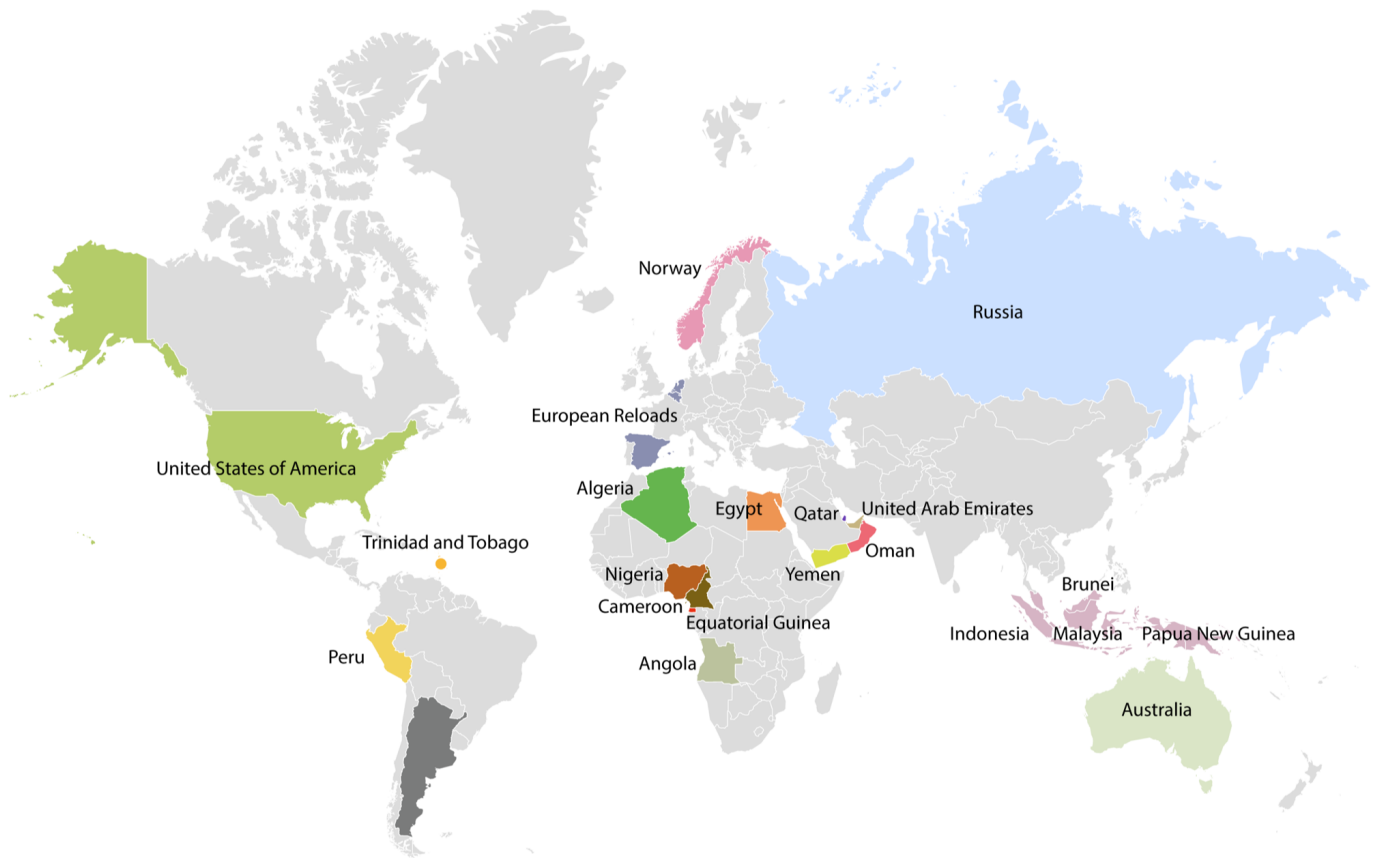 Norway
Russia
European Reloads
United States of America
Algeria
Egypt
Qatar
United Arab Emirates
Trinidad and Tobago
Oman
Nigeria
Yemen
Brunei
Cameroon
Equatorial Guinea
Indonesia
Malaysia
Papua New Guinea
Peru
Angola
Australia